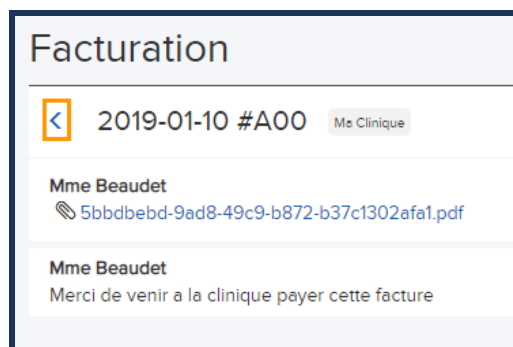 Facturation
< 2019-01-10 #A00 Ma Clinique
Mme Beaudet
5bbdbebd-9ad8-49c9-b872-b37c1302afa1.pdf
Mme Beaudet
Merci de venir a la clinique payer cette facture